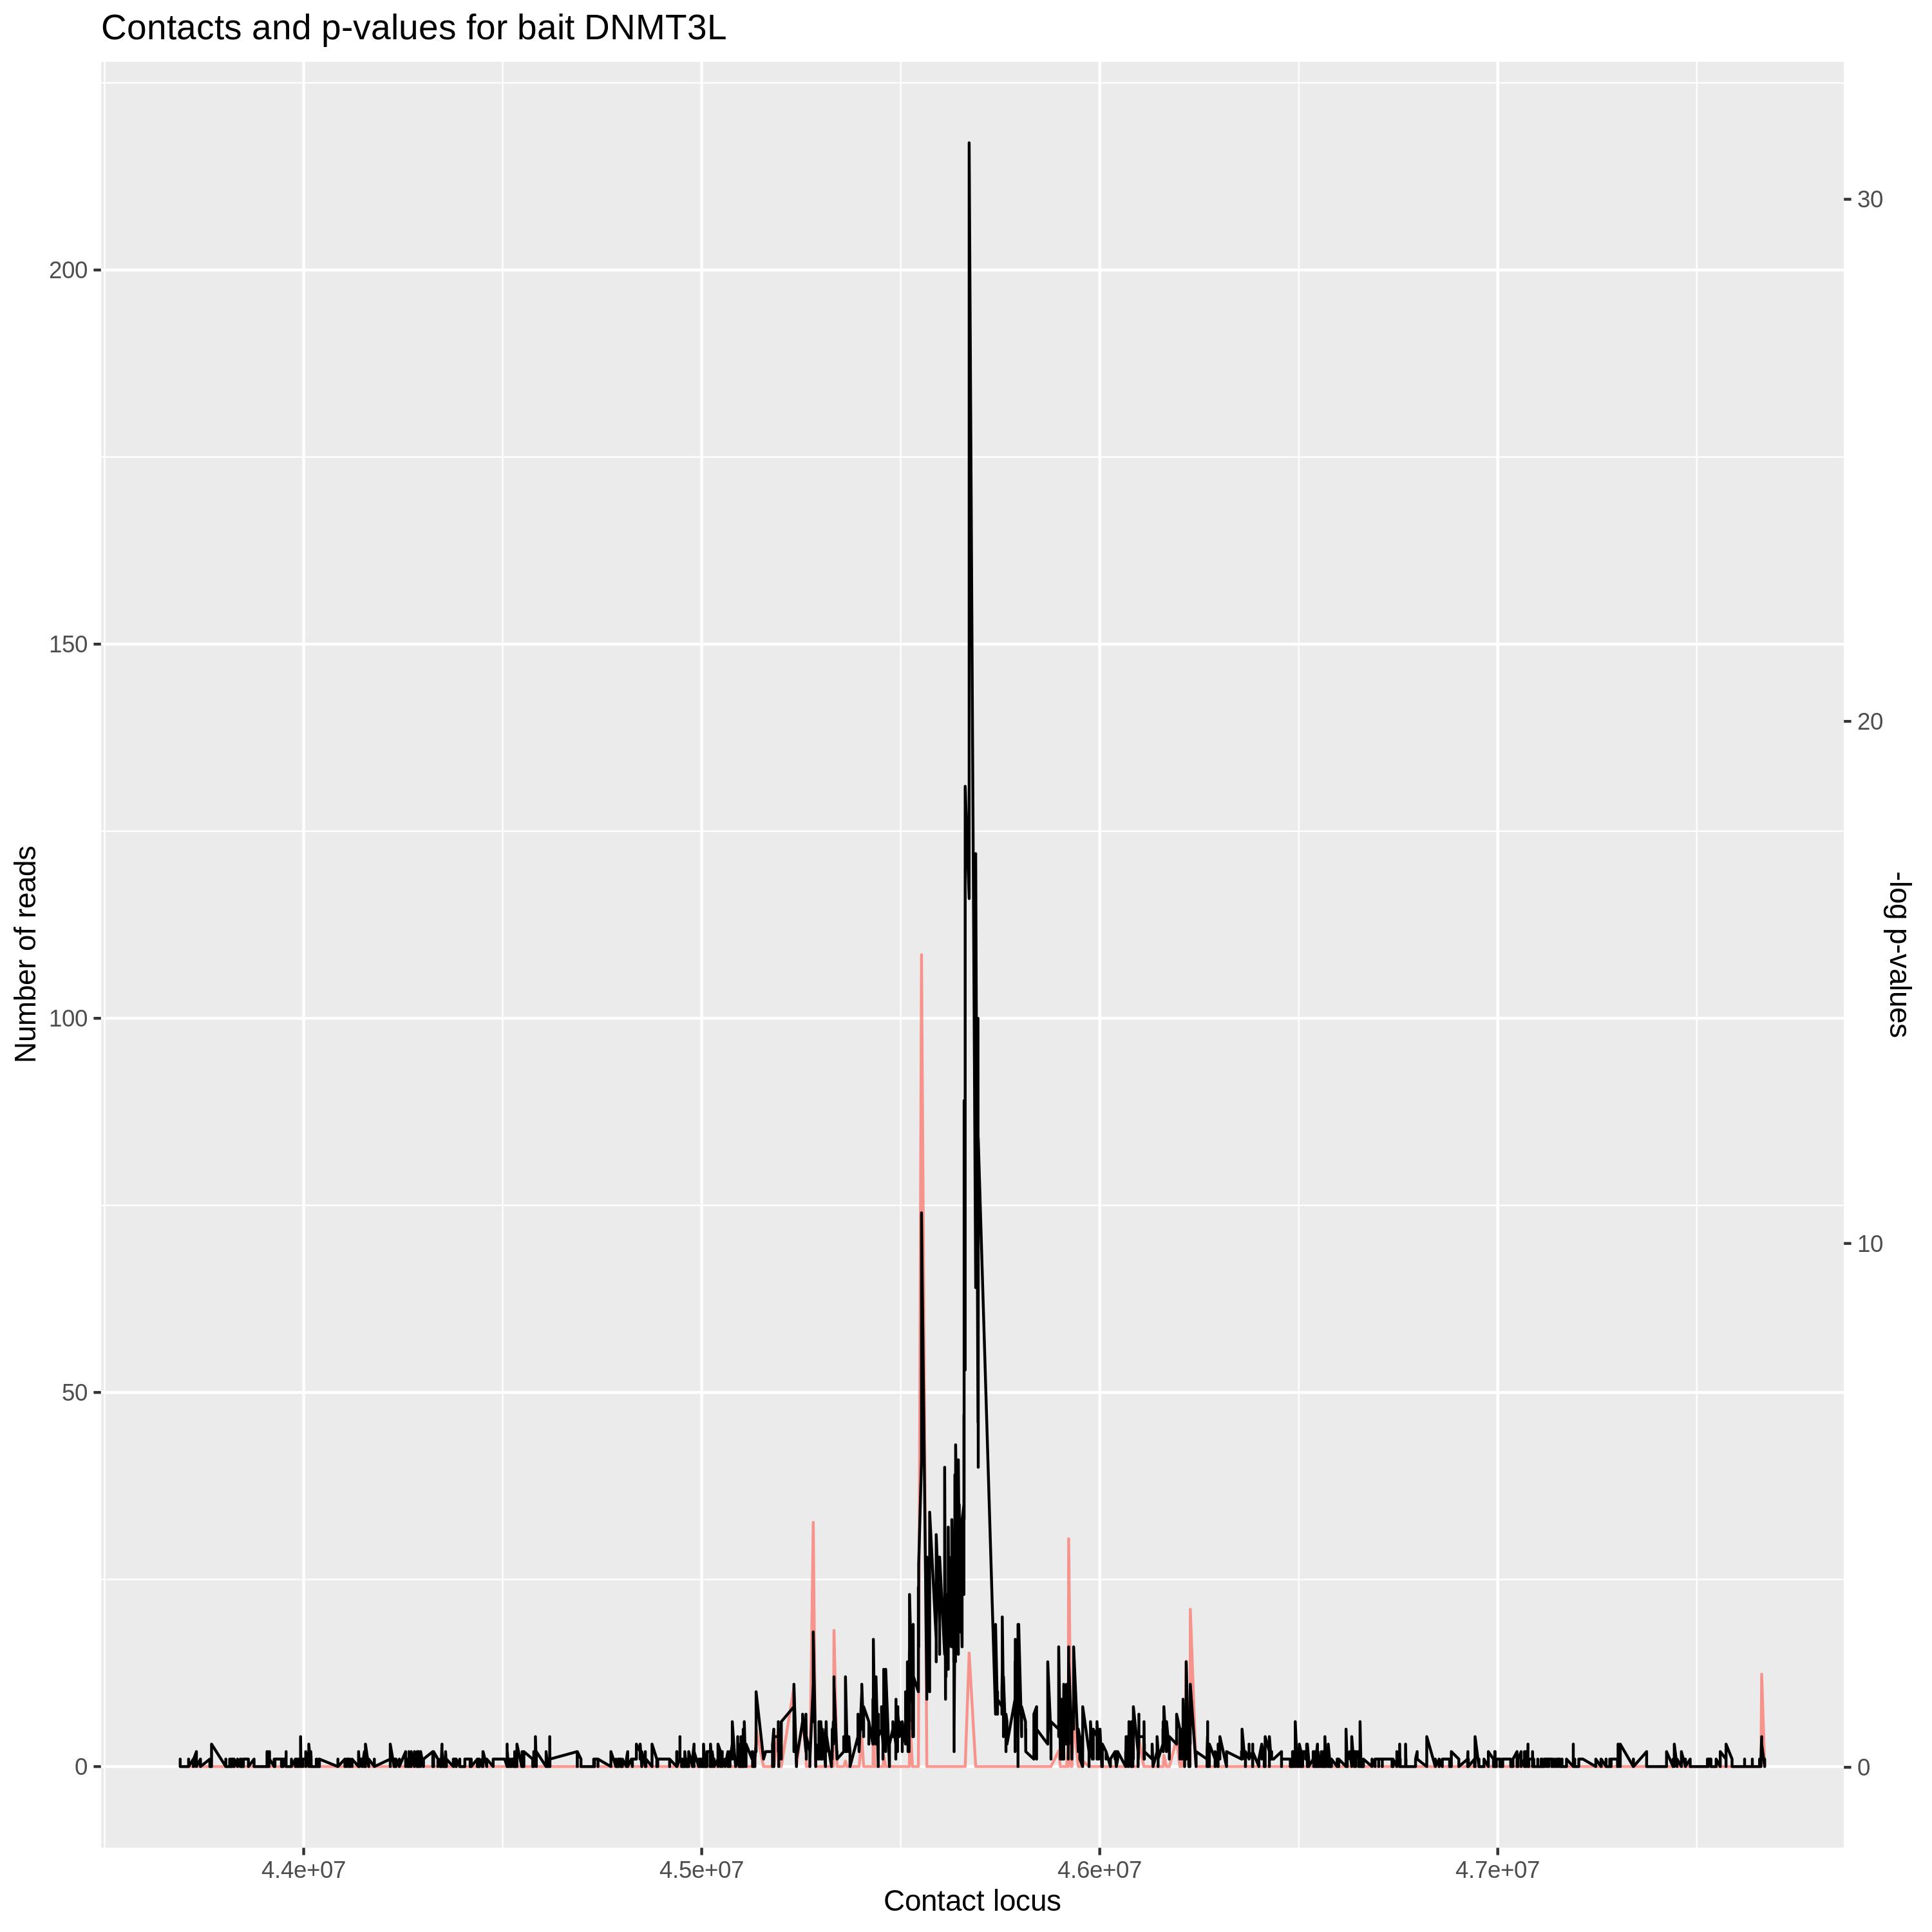 Contacts and p-values for bait DNMT3L
Number of reads
200
150
100
50
0
30
20
10
0
-log p-values
4.4e+07
4.5e+07
4.6e+07
4.7e+07
Contact locus